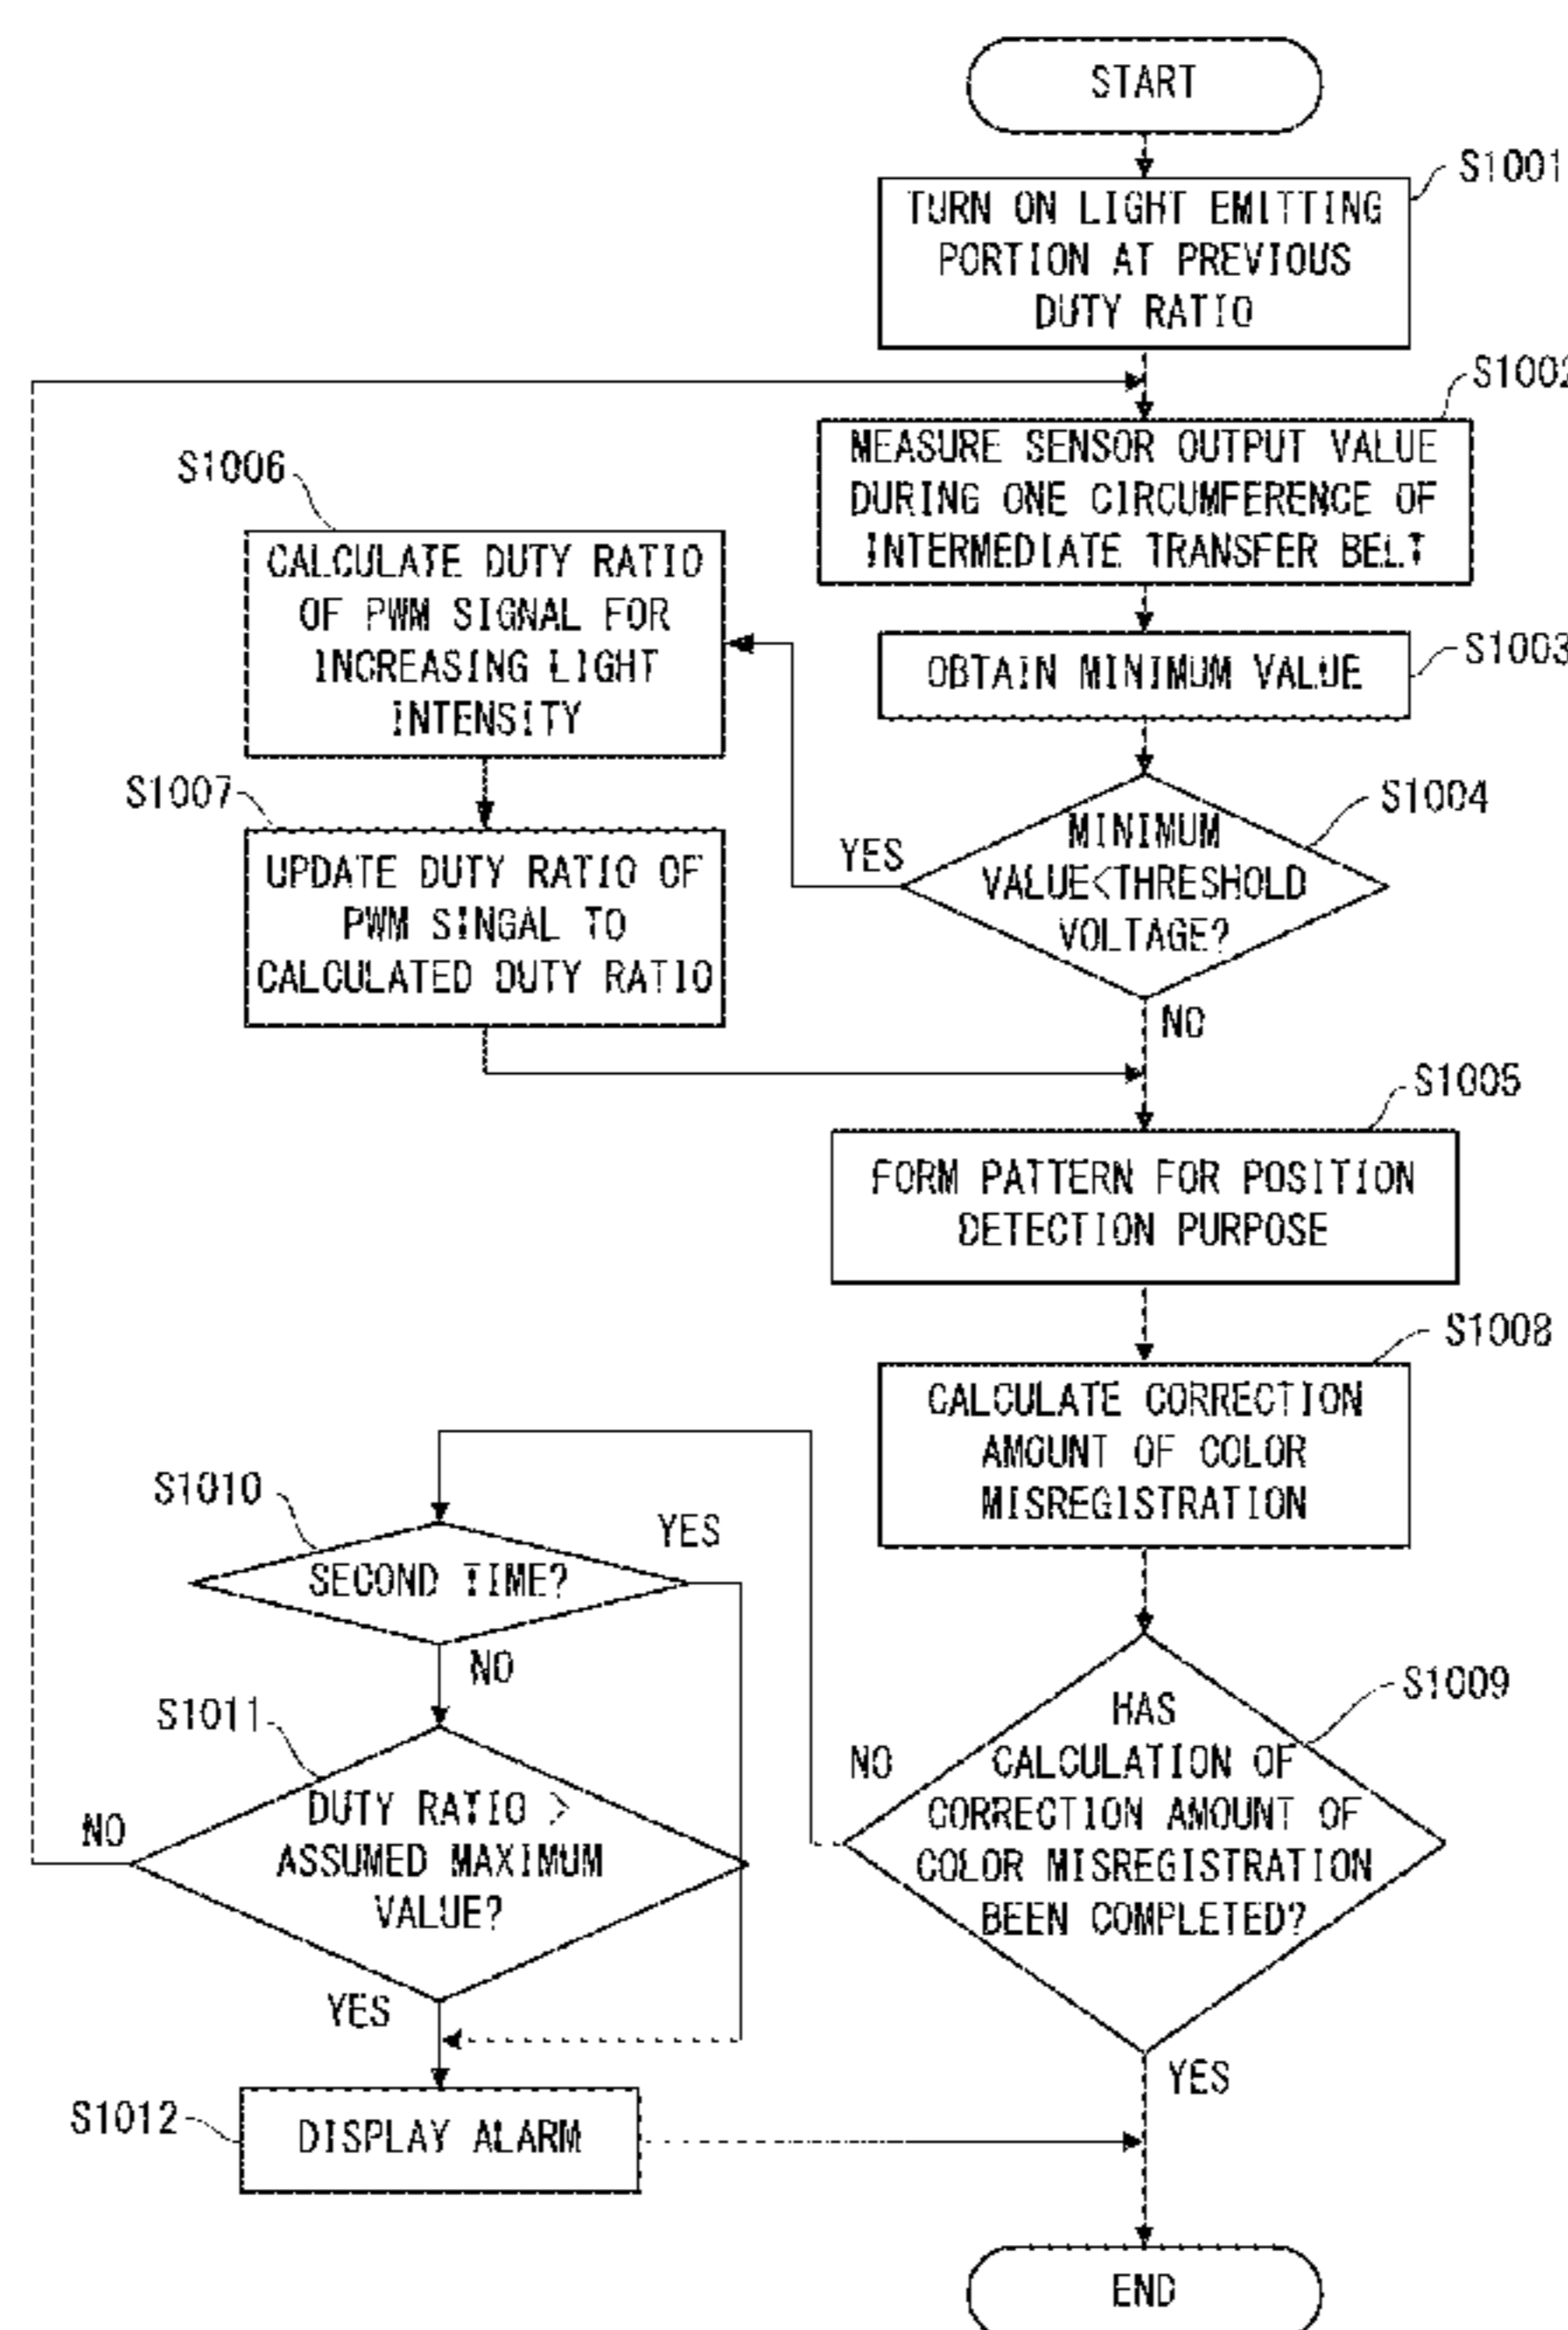 START
S1001
TURN ON LIGHT EMITTING
PORTION AT PREVIOUS
DUTY RATIO
S1002
MEASURE SENSOR OUTPUT VALUE
DURING ONE CIRCUMFERENCE OF
INTERMEDIATE TRANSFER BELT
S1003
OBTAIN MINIMUM VALUE
S1004
MINIMUM
VALUE<THRESHOLD
VOLTAGE?
YES
NO
S1006
CALCULATE DUTY RATIO
OF PWM SIGNAL FOR
INCREASING LIGHT
INTENSITY
S1007
UPDATE DUTY RATIO OF
PWM SINGAL TO
CALCULATED DUTY RATIO
S1005
FORM PATTERN FOR POSITION
DETECTION PURPOSE
S1008
CALCULATE CORRECTION
AMOUNT OF COLOR
MISREGISTRATION
S1009
HAS
CALCULATION OF
CORRECTION AMOUNT OF
COLOR MISREGISTRATION
BEEN COMPLETED?
NO
YES
S1010
SECOND TIME?
YES
NO
S1011
DUTY RATIO >
ASSUMED MAXIMUM
VALUE?
NO
YES
S1012
DISPLAY ALARM
END